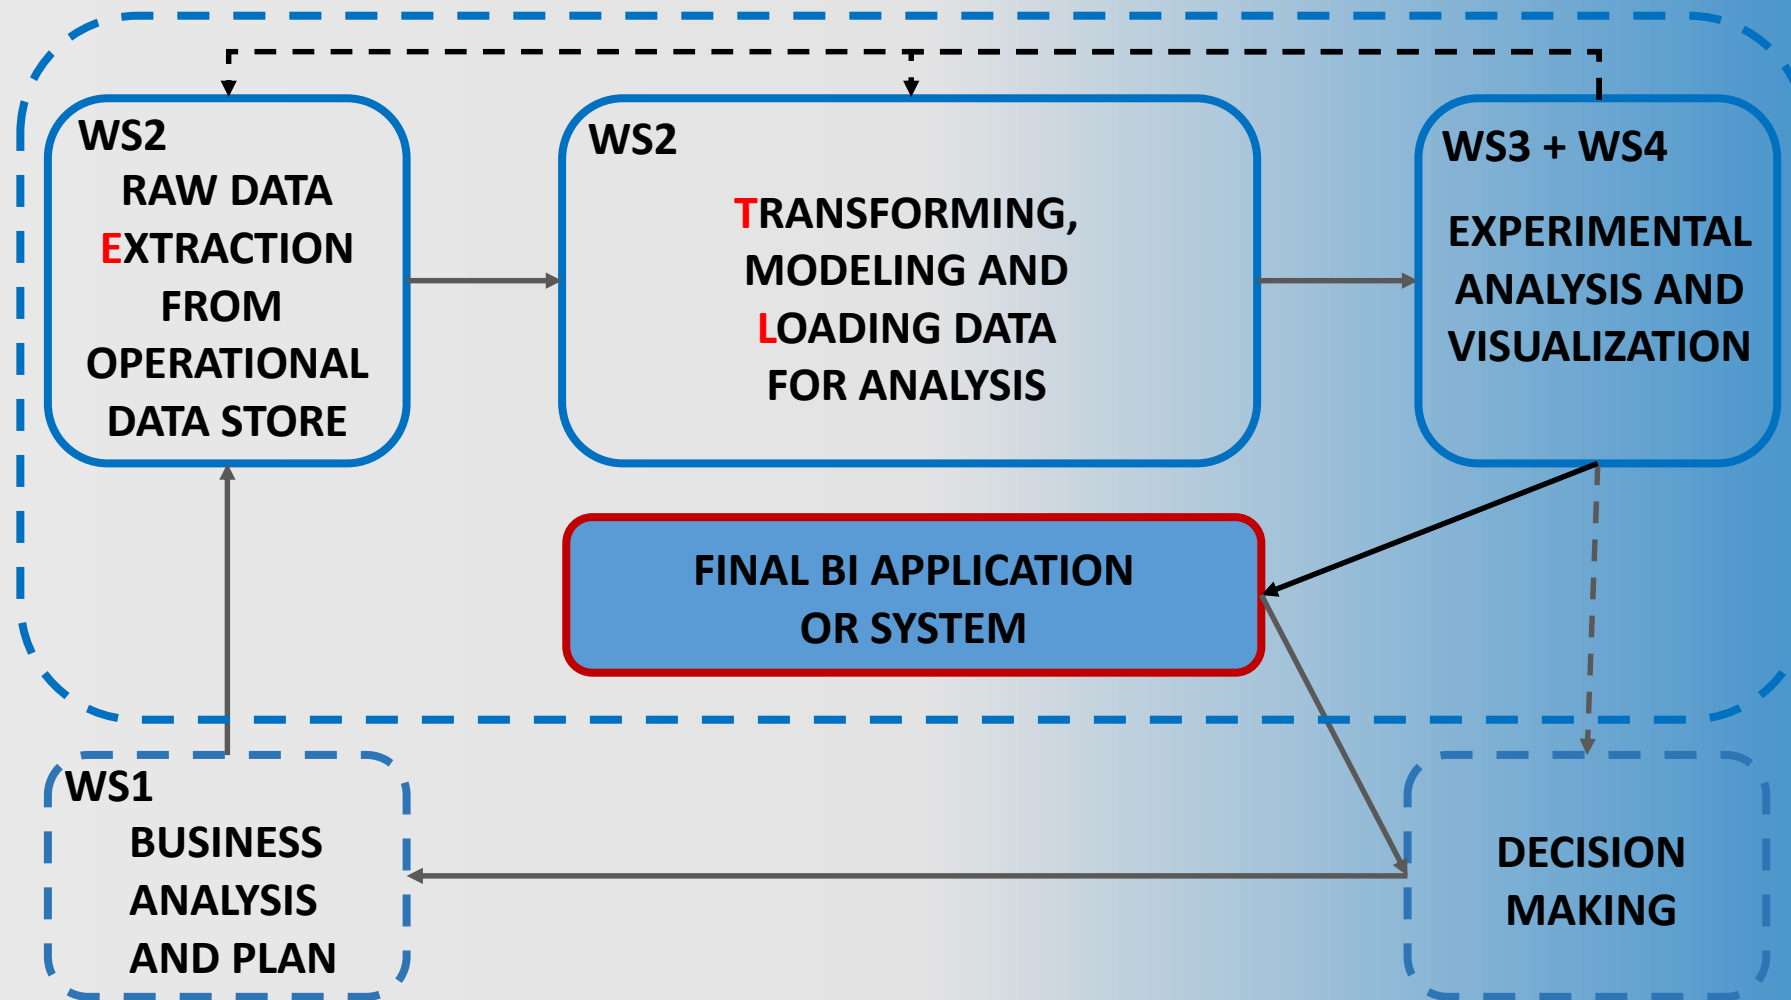 WS2
RAW DATA
EXTRACTION
FROM
OPERATIONAL
DATA STORE
WS2
TRANSFORMING,
MODELING AND
LOADING DATA
FOR ANALYSIS
WS3 + WS4
EXPERIMENTAL
ANALYSIS AND
VISUALIZATION
FINAL BI APPLICATION
OR SYSTEM
WS1
BUSINESS
ANALYSIS
AND PLAN
DECISION
MAKING